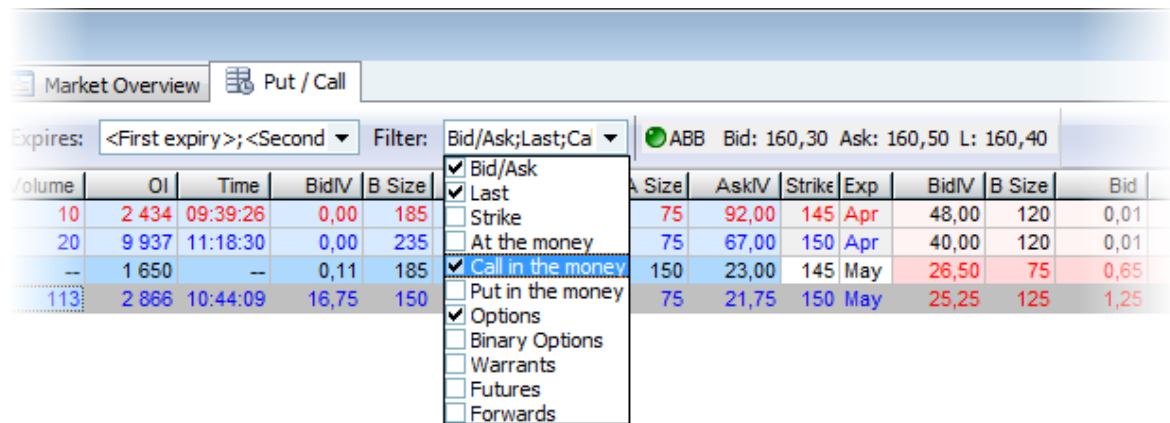 Market Overview Put / Call
Expires: <First expiry>;<Second Filter: Bid/Ask;Last;Ca ABB Bid: 160,30 Ask: 160,50 L: 160,40
Volume OI Time BidIV B Size A Size AskIV Strike Exp BidIV B Size Bid
10 2 434 09:39:26 0,00 185 75 92,00 145 Apr 48,00 120 0,01
20 9 937 11:18:30 0,00 235 75 67,00 150 Apr 40,00 120 0,01
-- 1 650 -- 0,11 185 150 23,00 145 May 26,50 75 0,65
113 2 866 10:44:09 16,75 150 75 21,75 150 May 25,25 125 1,25
Bid/Ask
Last
Strike
At the money
Call in the money
Put in the money
Options
Binary Options
Warrants
Futures
Forwards